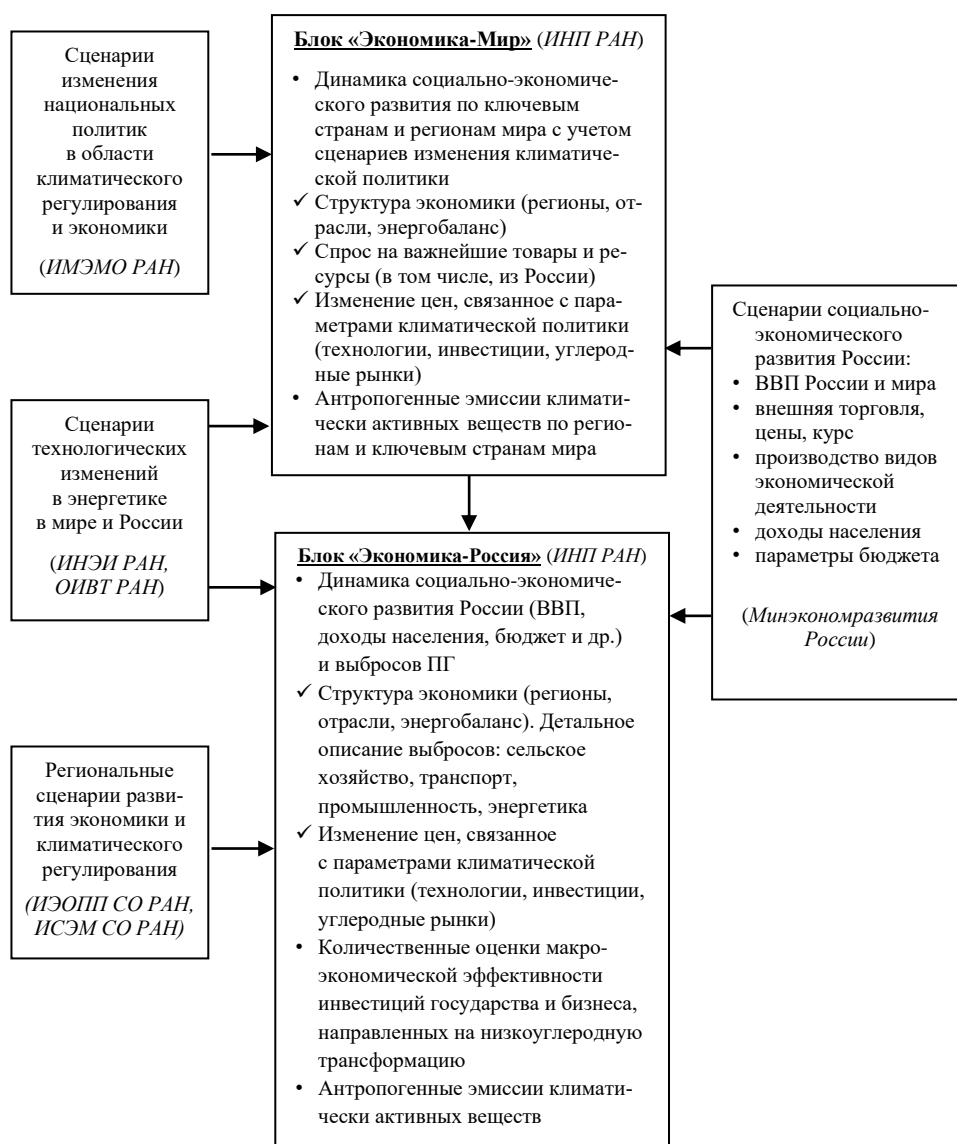 Сценарии
изменения
национальных
политик
в области
климатического
регулирования
и экономики
(ИМЭМО РАН)
Блок «Экономика-Мир» (ИНП РАН)
• Динамика социально-экономиче-
ского развития по ключевым
странам и регионам мира с учетом
сценариев изменения климатиче-
ской политики
✓ Структура экономики (регионы, от-
расли, энергобаланс)
✓ Спрос на важнейшие товары и ре-
сурсы (в том числе, из России)
✓ Изменение цен, связанное с пара-
метрами климатической политики
(технологии, инвестиции, углерод-
ные рынки)
• Антропогенные эмиссии климати-
чески активных веществ по регио-
нам и ключевым странам мира
Сценарии
технологических
изменений
в энергетике
в мире и России
(ИНЭИ РАН,
ОИВТ РАН)
Сценарии социально-
экономического
развития России:
• ВВП России и мира
• внешняя торговля,
цены, курс
• производство видов
экономической
деятельности
• доходы населения
• параметры бюджета
(Минэкономразвития
России)
Блок «Экономика-Россия» (ИНП РАН)
• Динамика социально-экономиче-
ского развития России (ВВП,
доходы населения, бюджет и др.)
и выбросов ПГ
✓ Структура экономики (регионы,
отрасли, энергобаланс). Детальное
описание выбросов: сельское
хозяйство, транспорт,
промышленность, энергетика
✓ Изменение цен, связанное
с параметрами климатической
политики (технологии, инвестиции,
углеродные рынки)
• Количественные оценки макро-
экономической эффективности
инвестиций государства и бизнеса,
направленных на низкоуглеродную
трансформацию
• Антропогенные эмиссии климати-
чески активных веществ
Региональные
сценарии разви-
тия экономики и
климатического
регулирования
(ИЭОПП СО РАН,
ИСЭМ СО РАН)